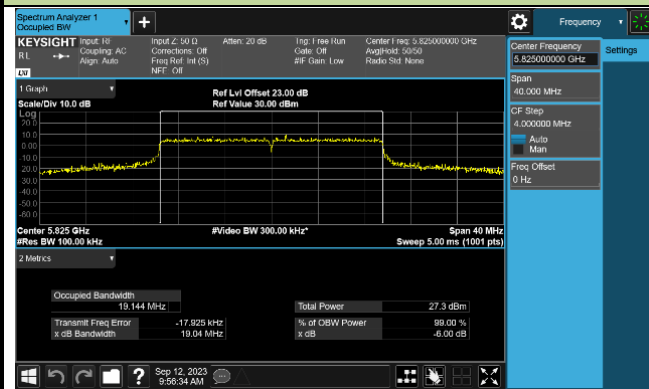 Spectrum Analyzer 1
Occupied BW
+
Frequency
KEYSIGHT
RL
Input: RF
Coupling: AC
Align: Auto
Input Z: 50 Ω
Corrections: Off
Freq Ref: Int (S)
NFE: Off
Atten: 20 dB
Trig: Free Run
Gate: Off
#IF Gain: Low
Center Freq: 5.825000000 GHz
Avg|Hold: 50/50
Radio Std: None
Center Frequency
5.825000000 GHz
Settings
Span
40.000 MHz
CF Step
4.000000 MHz
Auto
Man
Freq Offset
0 Hz
1 Graph
Scale/Div 10.0 dB
Ref Lvl Offset 23.00 dB
Ref Value 30.00 dBm
Log
20.0
10.0
0.00
-10.0
-20.0
-30.0
-40.0
-50.0
-60.0
Center 5.825 GHz
#Res BW 100.00 kHz
#Video BW 300.00 kHz*
Span 40 MHz
Sweep 5.00 ms (1001 pts)
2 Metrics
Occupied Bandwidth
19.144 MHz
Total Power 27.3 dBm
Transmit Freq Error -17.925 kHz
% of OBW Power 99.00 %
x dB Bandwidth 19.04 MHz
x dB -6.00 dB
?
Sep 12, 2023
9:56:34 AM